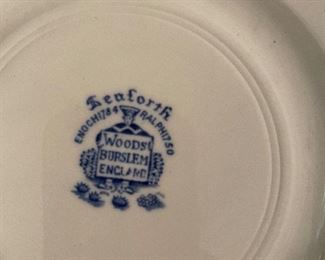 Seaforth
ENOCH 1784 RALPH 1750
WOODS'
BURSLEM
ENGLAND